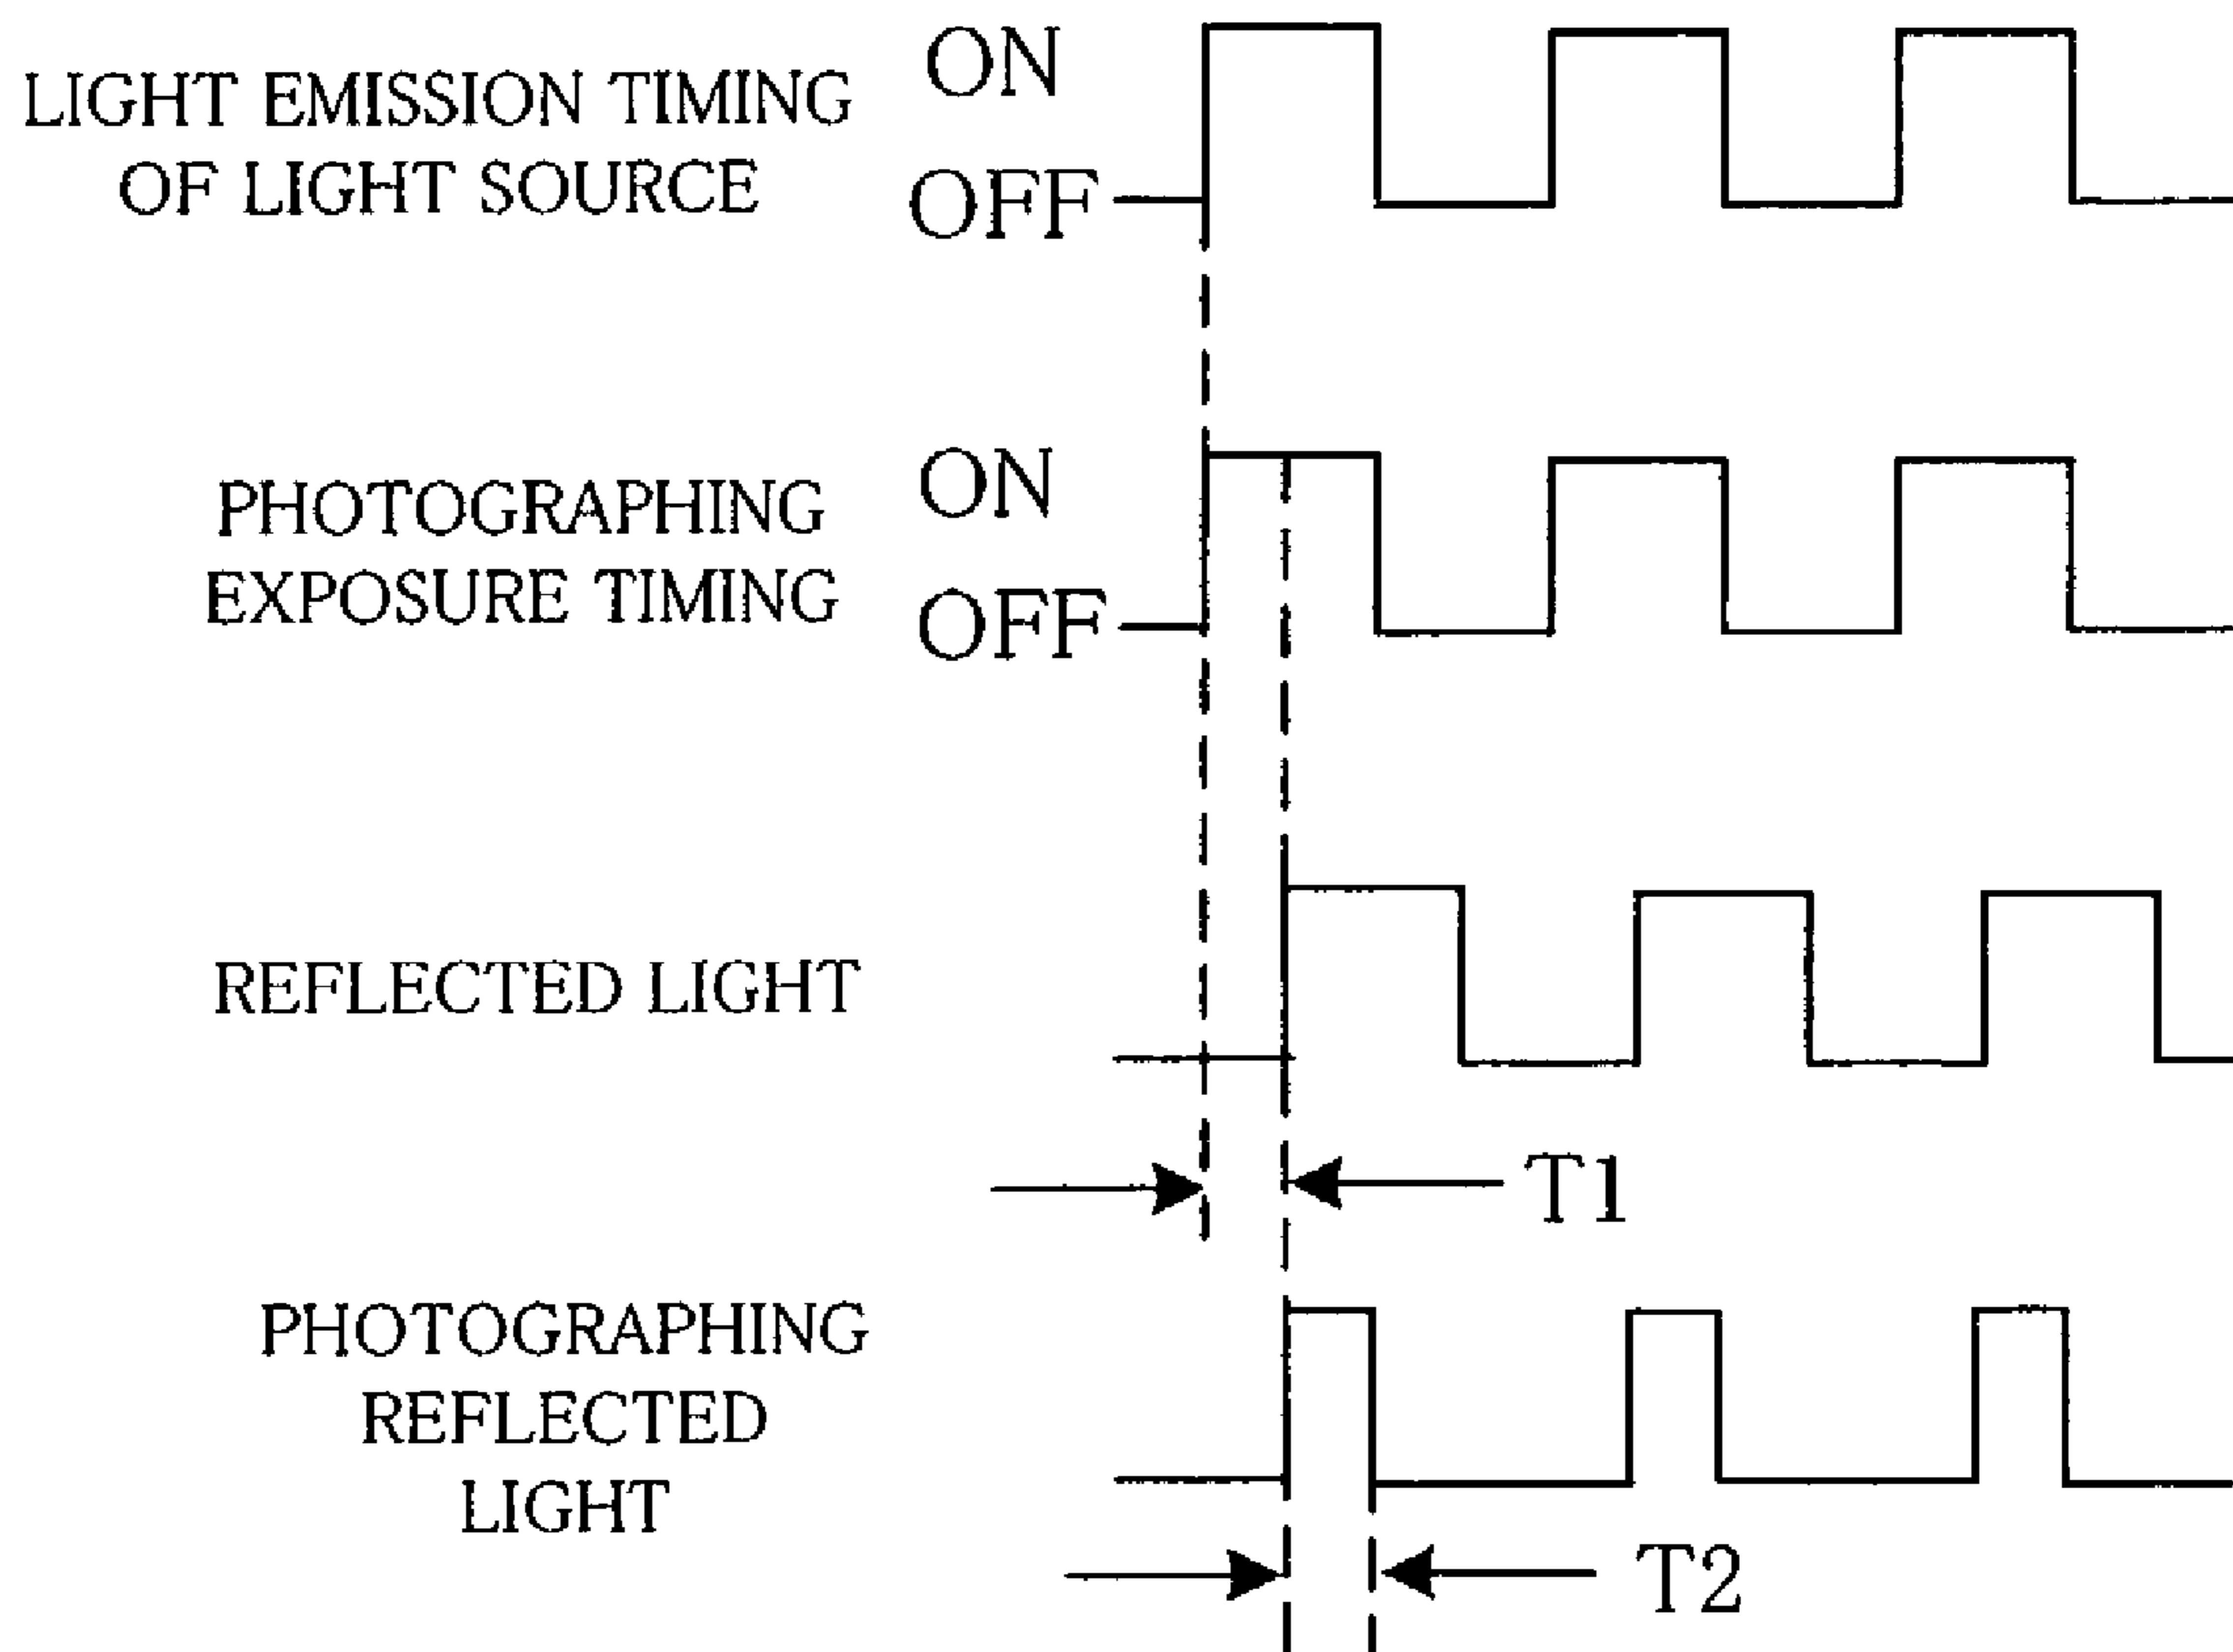 LIGHT EMISSION TIMING
OF LIGHT SOURCE
ON
OFF
PHOTOGRAPHING
EXPOSURE TIMING
ON
OFF
REFLECTED LIGHT
T1
PHOTOGRAPHING
REFLECTED
LIGHT
T2